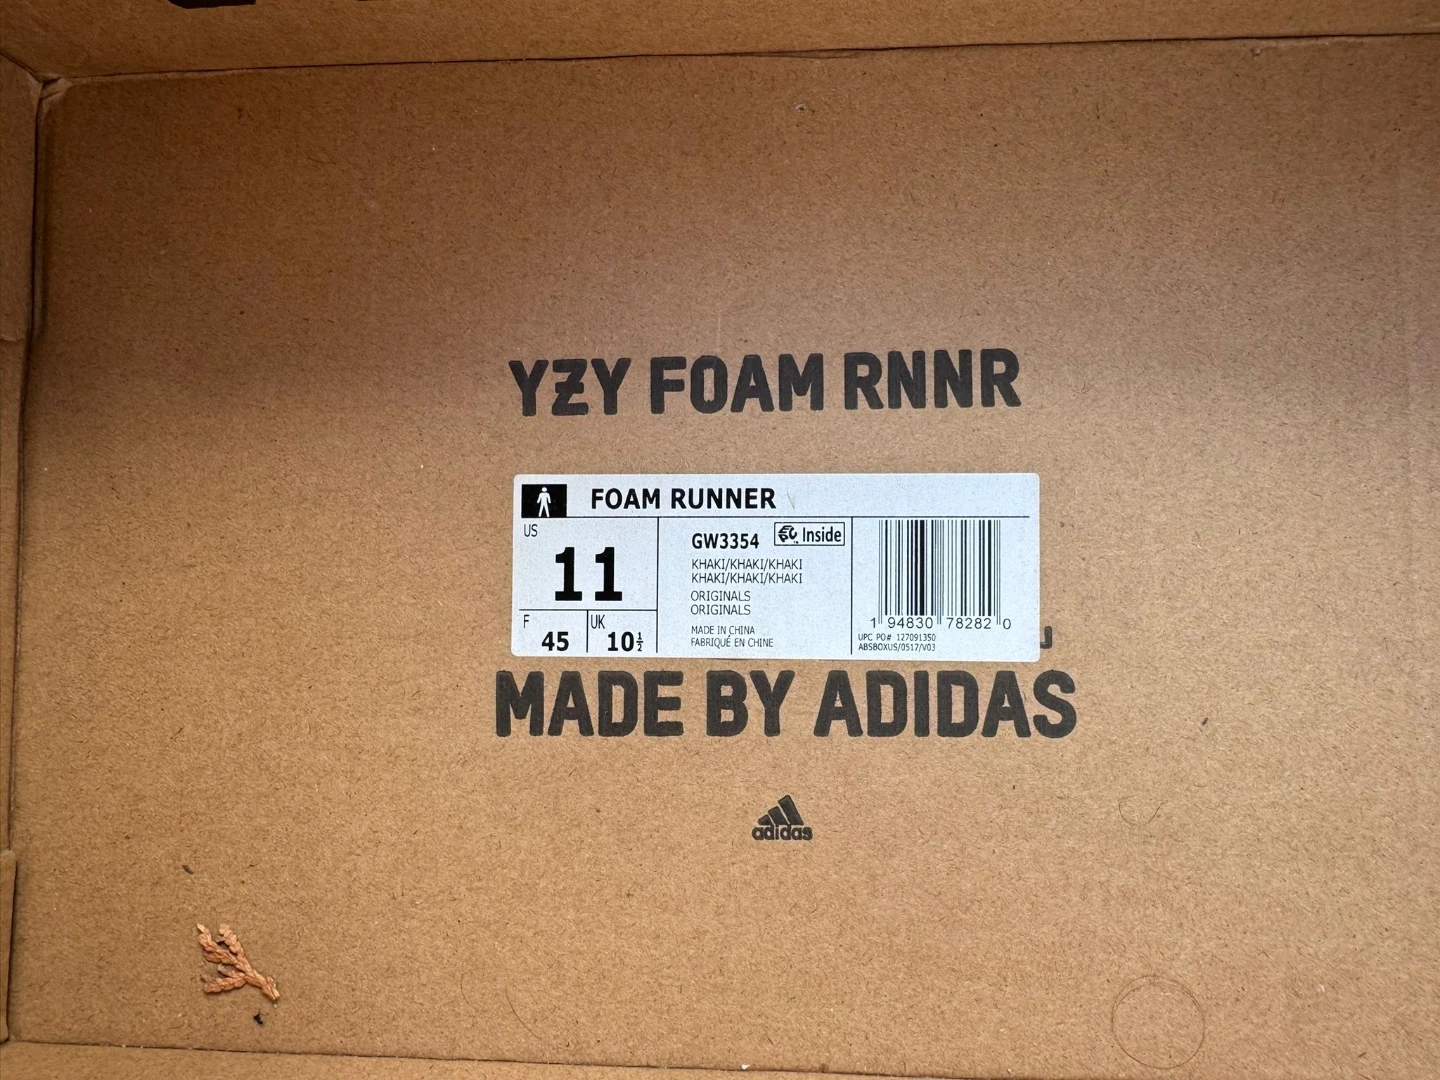 YZY FOAM RNNR
FOAM RUNNER
US
11
F
45
UK
10½
GW3354
Inside
KHAKI/KHAKI/KHAKI
KHAKI/KHAKI/KHAKI
ORIGINALS
ORIGINALS
MADE IN CHINA
FABRIQUÉ EN CHINE
1 94830 78282 0
UPC PO# 127091350
ABSBOXUS/0517/V03
MADE BY ADIDAS
adidas